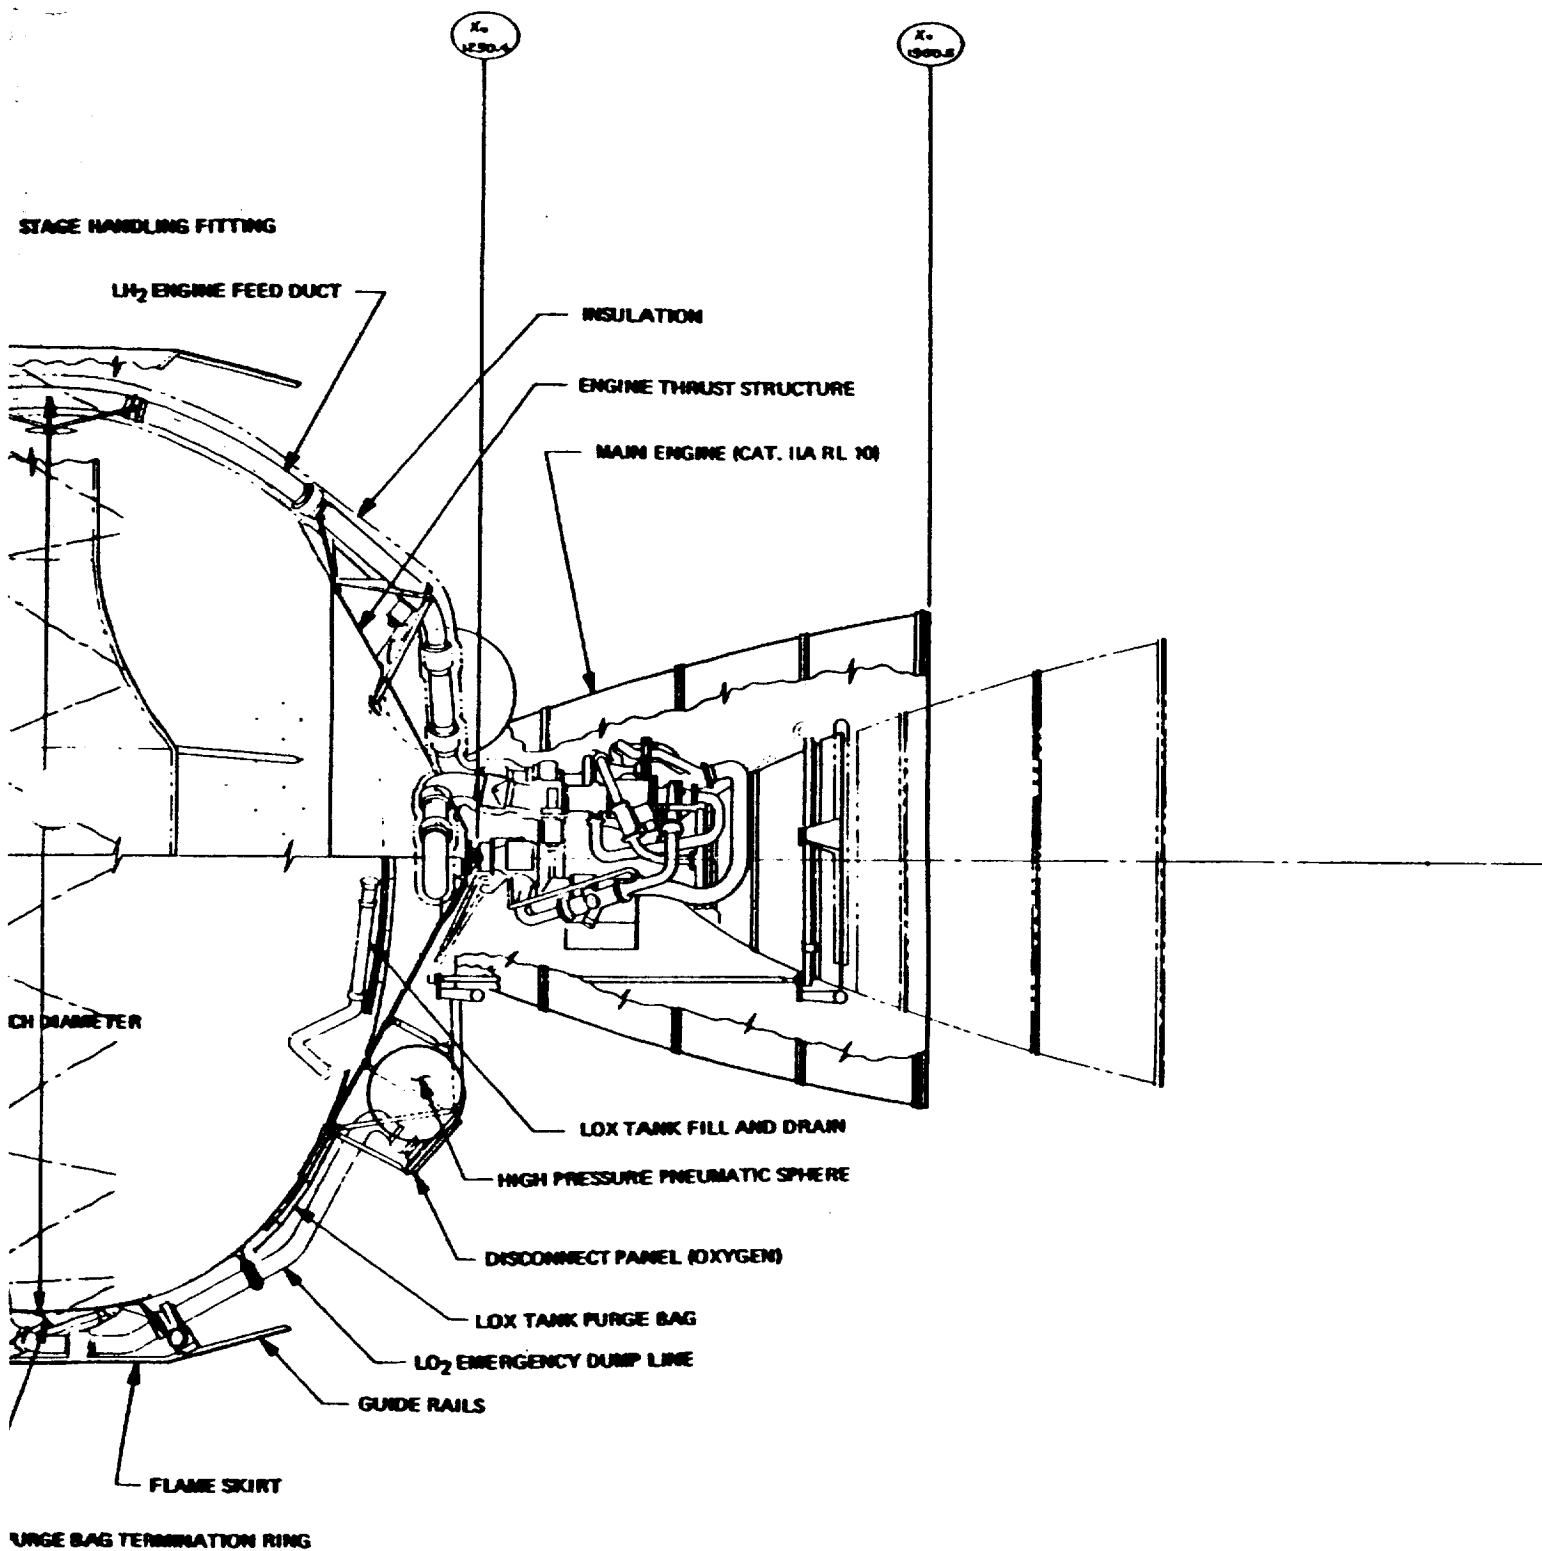 X₀
X₀
STAGE HANDLING FITTING
LH₂ ENGINE FEED DUCT
INSULATION
ENGINE THRUST STRUCTURE
MAIN ENGINE (CAT. IIA RL 10)
CH DIAMETER
LOX TANK FILL AND DRAIN
HIGH PRESSURE PNEUMATIC SPHERE
DISCONNECT PANEL (OXYGEN)
LOX TANK PURGE BAG
LO₂ EMERGENCY DUMP LINE
GUIDE RAILS
FLAME SKIRT
URGE BAG TERMINATION RING